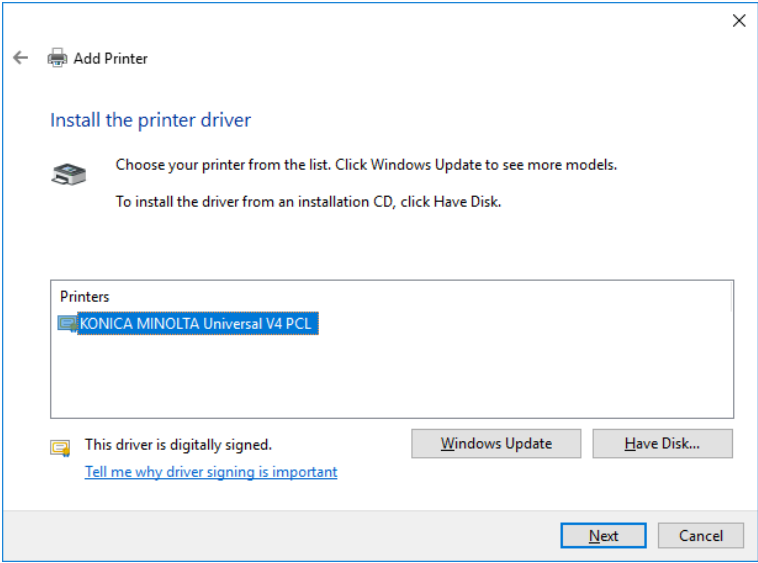 Add Printer
Install the printer driver
Choose your printer from the list. Click Windows Update to see more models.
To install the driver from an installation CD, click Have Disk.
Printers
KONICA MINOLTA Universal V4 PCL
This driver is digitally signed.
Windows Update
Have Disk...
Tell me why driver signing is important
Next
Cancel